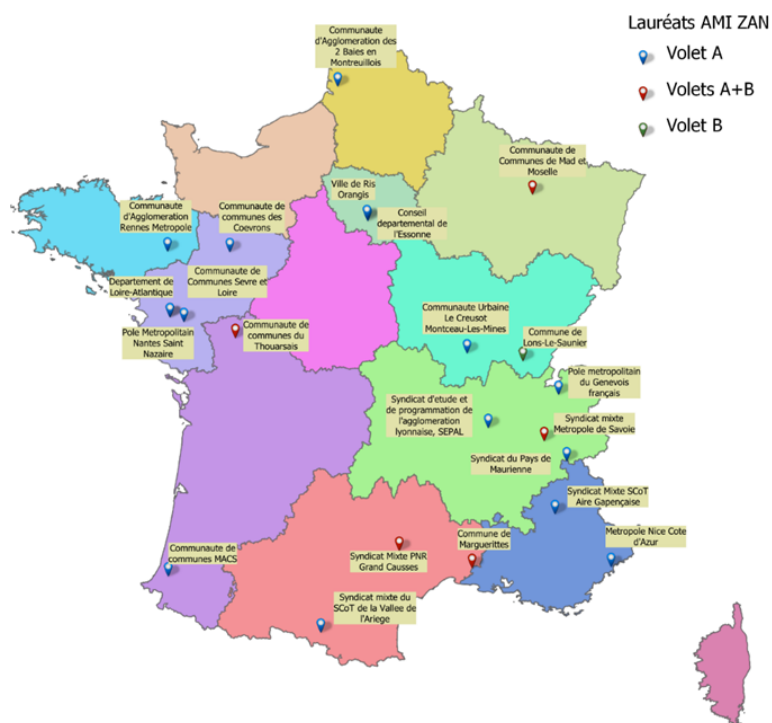 Lauréats AMI ZAN
Volet A
Volets A+B
Volet B
Communaute
d'Agglomeration des
2 Baies en
Montreuillois
Communaute de
Communes de Mad et
Moselle
Ville de Ris
Orangis
Conseil
departemental de
l'Essonne
Communaute
d'Agglomeration
Rennes Metropole
Communaute de
communes des
Coevrons
Communaute de
Communes Sevre et
Loire
Departement de
Loire-Atlantique
Pole Metropolitain
Nantes Saint
Nazaire
Communaute de
communes du
Thouarsais
Communaute Urbaine
Le Creusot
Montceau-Les-Mines
Commune de
Lons-Le-Saunier
Pole metropolitain
du Genevois
français
Syndicat d'etude et
de programmation de
l'agglomeration
lyonnaise, SEPAL
Syndicat mixte
Metropole de Savoie
Syndicat du Pays de
Maurienne
Syndicat Mixte SCoT
Aire Gapençaise
Metropole Nice Cote
d'Azur
Commune de
Marguerittes
Syndicat Mixte PNR
Grand Causses
Communaute de
communes MACS
Syndicat mixte du
SCoT de la Vallee de
l'Ariege